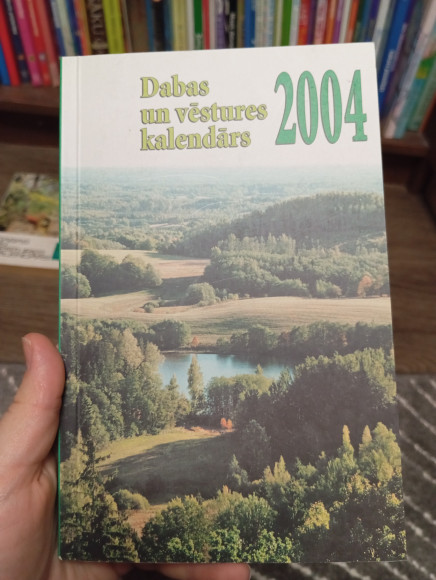 Dabas
un vēstures
kalendārs
2004